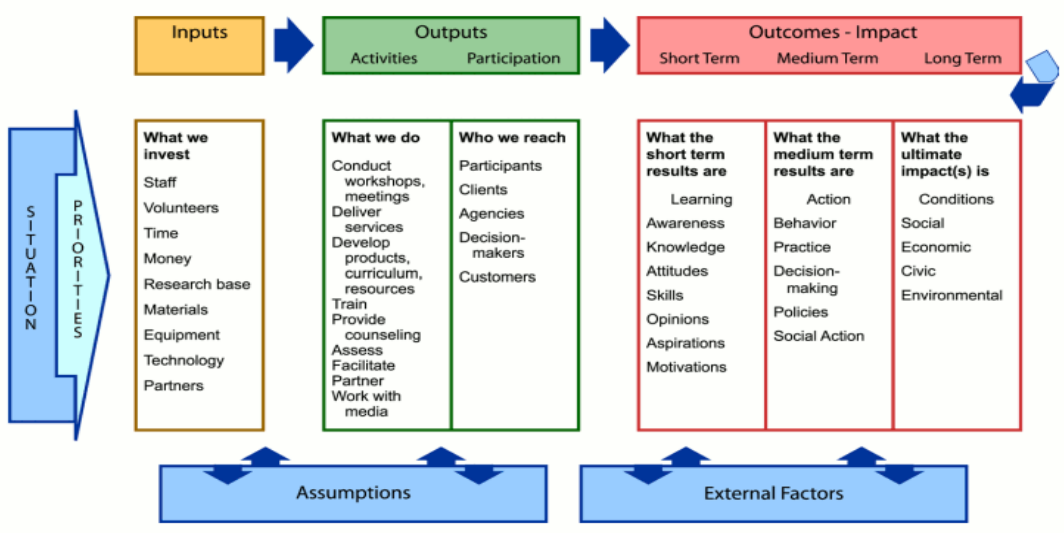 Inputs
Outputs
Activities Participation
Outcomes - Impact
Short Term Medium Term Long Term
SITUATION
PRIORITIES
What we
invest
Staff
Volunteers
Time
Money
Research base
Materials
Equipment
Technology
Partners
What we do
Conduct
workshops,
meetings
Deliver
services
Develop
products,
curriculum,
resources
Train
Provide
counseling
Assess
Facilitate
Partner
Work with
media
Who we reach
Participants
Clients
Agencies
Decision-
makers
Customers
What the
short term
results are
Learning
Awareness
Knowledge
Attitudes
Skills
Opinions
Aspirations
Motivations
What the
medium term
results are
Action
Behavior
Practice
Decision-
making
Policies
Social Action
What the
ultimate
impact(s) is
Conditions
Social
Economic
Civic
Environmental
Assumptions
External Factors